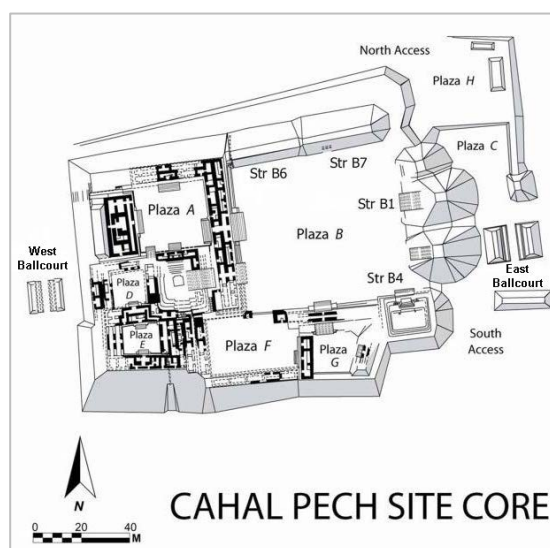 North Access
Plaza H
Plaza C
Str B6
Str B7
Plaza A
Str B1
Plaza B
West
Ballcourt
Plaza
D
Str B4
East
Ballcourt
Plaza
E
Plaza F
Plaza
G
South
Access
N
CAHAL PECH SITE CORE
0 20 40
M